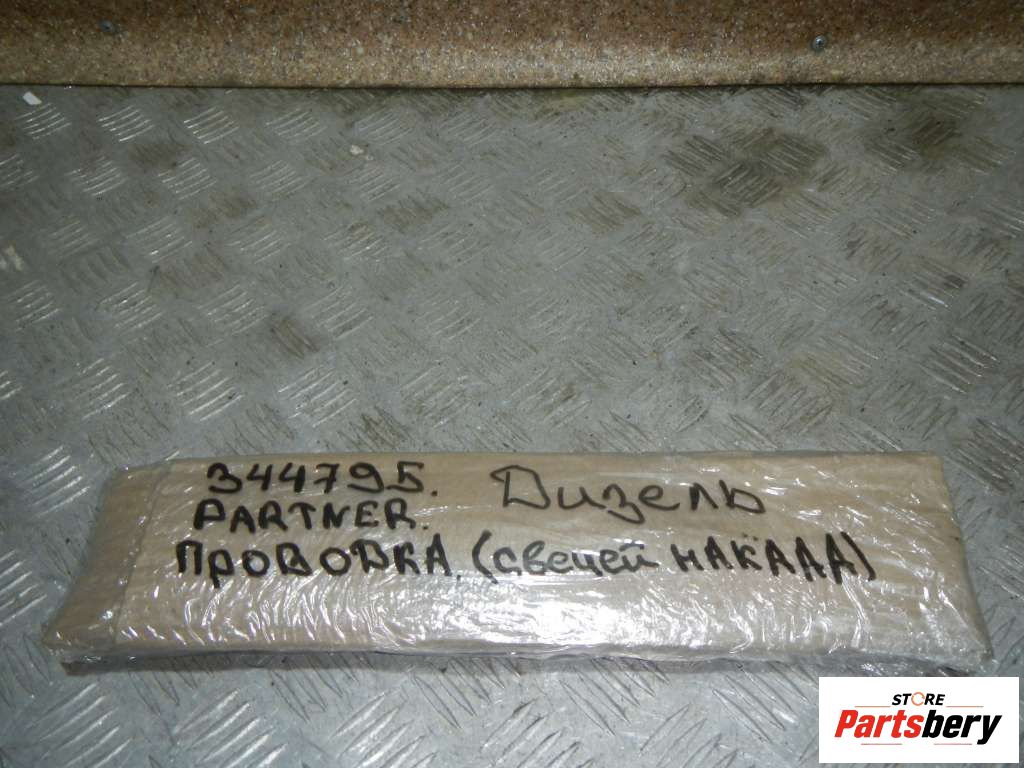 344795. Дизель
PARTNER.
ПРОВОДКА. (свечей НАКАЛА)
STORE
Partsbery